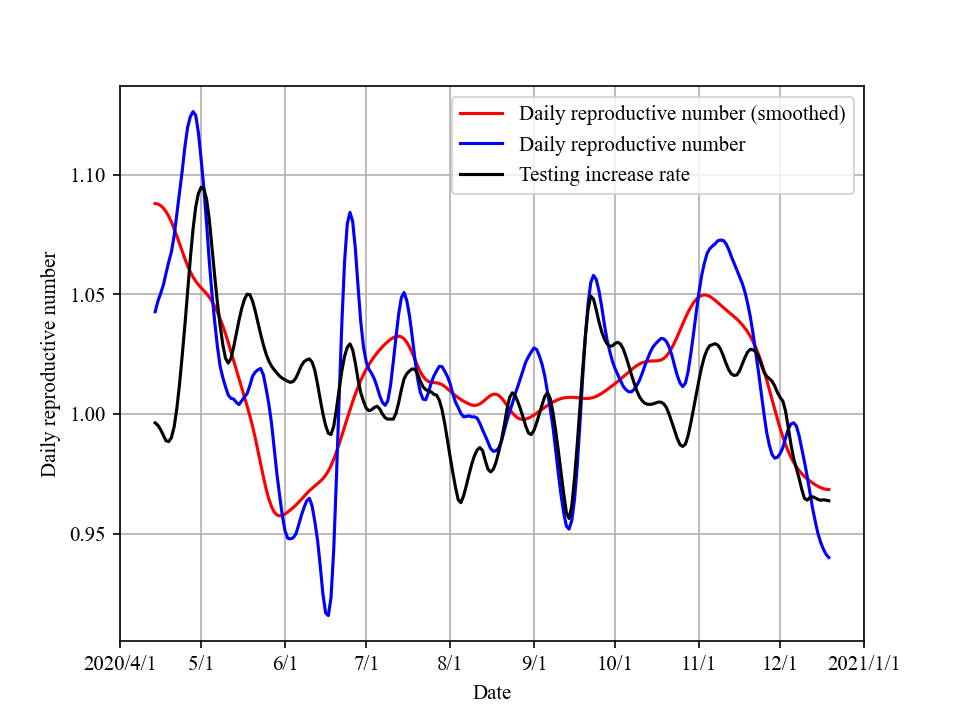 Daily reproductive number (smoothed)
Daily reproductive number
Testing increase rate
1.10
1.05
1.00
0.95
Daily reproductive number
2020/4/1 5/1 6/1 7/1 8/1 9/1 10/1 11/1 12/1 2021/1/1
Date